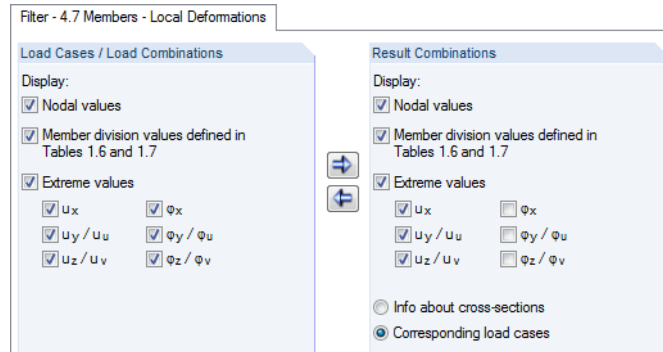 Filter - 4.7 Members - Local Deformations
Load Cases / Load Combinations
Display:
Nodal values
Member division values defined in
Tables 1.6 and 1.7
Extreme values
ux φx
uy / uu φy / φu
uz / uv φz / φv
Result Combinations
Display:
Nodal values
Member division values defined in
Tables 1.6 and 1.7
Extreme values
ux φx
uy / uu φy / φu
uz / uv φz / φv
Info about cross-sections
Corresponding load cases